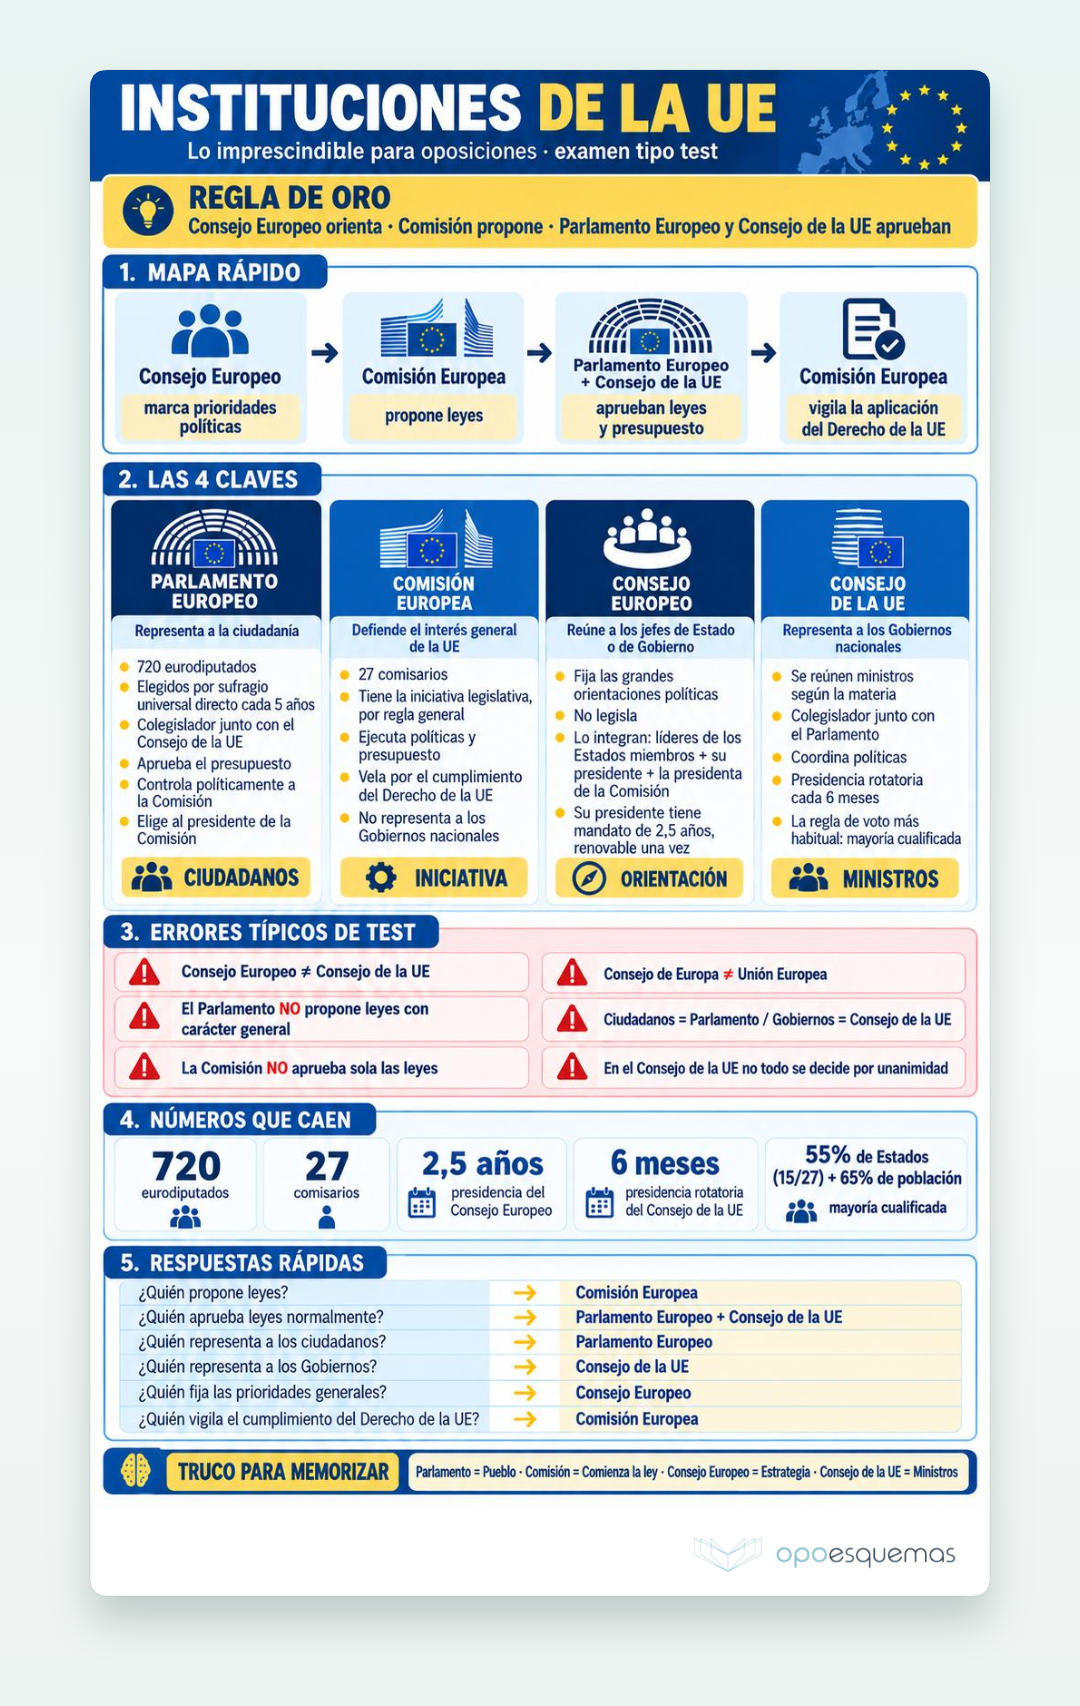 INSTITUCIONES DE LA UE
Lo imprescindible para oposiciones · examen tipo test
REGLA DE ORO
Consejo Europeo orienta · Comisión propone · Parlamento Europeo y Consejo de la UE aprueban
1. MAPA RÁPIDO
Consejo Europeo
marca prioridades
políticas
Comisión Europea
propone leyes
Parlamento Europeo
+ Consejo de la UE
aprueban leyes
y presupuesto
Comisión Europea
vigila la aplicación
del Derecho de la UE
2. LAS 4 CLAVES
PARLAMENTO
EUROPEO
Representa a la ciudadanía
720 eurodiputados
Elegidos por sufragio
universal directo cada 5 años
Colegislador junto con el
Consejo de la UE
Aprueba el presupuesto
Controla políticamente a
la Comisión
Elige al presidente de la
Comisión
CIUDADANOS
COMISIÓN
EUROPEA
Defiende el interés general
de la UE
27 comisarios
Tiene la iniciativa legislativa,
por regla general
Ejecuta políticas y
presupuesto
Vela por el cumplimiento
del Derecho de la UE
No representa a los
Gobiernos nacionales
INICIATIVA
CONSEJO
EUROPEO
Reúne a los jefes de Estado
o de Gobierno
Fija las grandes
orientaciones políticas
No legisla
Lo integran: líderes de los
Estados miembros + su
presidente + la presidenta
de la Comisión
Su presidente tiene
mandato de 2,5 años,
renovable una vez
ORIENTACIÓN
CONSEJO
DE LA UE
Representa a los Gobiernos
nacionales
Se reúnen ministros
según la materia
Colegislador junto con
el Parlamento
Coordina políticas
Presidencia rotatoria
cada 6 meses
La regla de voto más
habitual: mayoría cualificada
MINISTROS
3. ERRORES TÍPICOS DE TEST
Consejo Europeo ≠ Consejo de la UE
Consejo de Europa ≠ Unión Europea
El Parlamento NO propone leyes con
carácter general
Ciudadanos = Parlamento / Gobiernos = Consejo de la UE
La Comisión NO aprueba sola las leyes
En el Consejo de la UE no todo se decide por unanimidad
4. NÚMEROS QUE CAEN
720
eurodiputados
27
comisarios
2,5 años
presidencia del
Consejo Europeo
6 meses
presidencia rotatoria
del Consejo de la UE
55% de Estados
(15/27) + 65% de población
mayoría cualificada
5. RESPUESTAS RÁPIDAS
¿Quién propone leyes? → Comisión Europea
¿Quién aprueba leyes normalmente? → Parlamento Europeo + Consejo de la UE
¿Quién representa a los ciudadanos? → Parlamento Europeo
¿Quién representa a los Gobiernos? → Consejo de la UE
¿Quién fija las prioridades generales? → Consejo Europeo
¿Quién vigila el cumplimiento del Derecho de la UE? → Comisión Europea
TRUCO PARA MEMORIZAR
Parlamento = Pueblo · Comisión = Comienza la ley · Consejo Europeo = Estrategia · Consejo de la UE = Ministros
opoesquemas